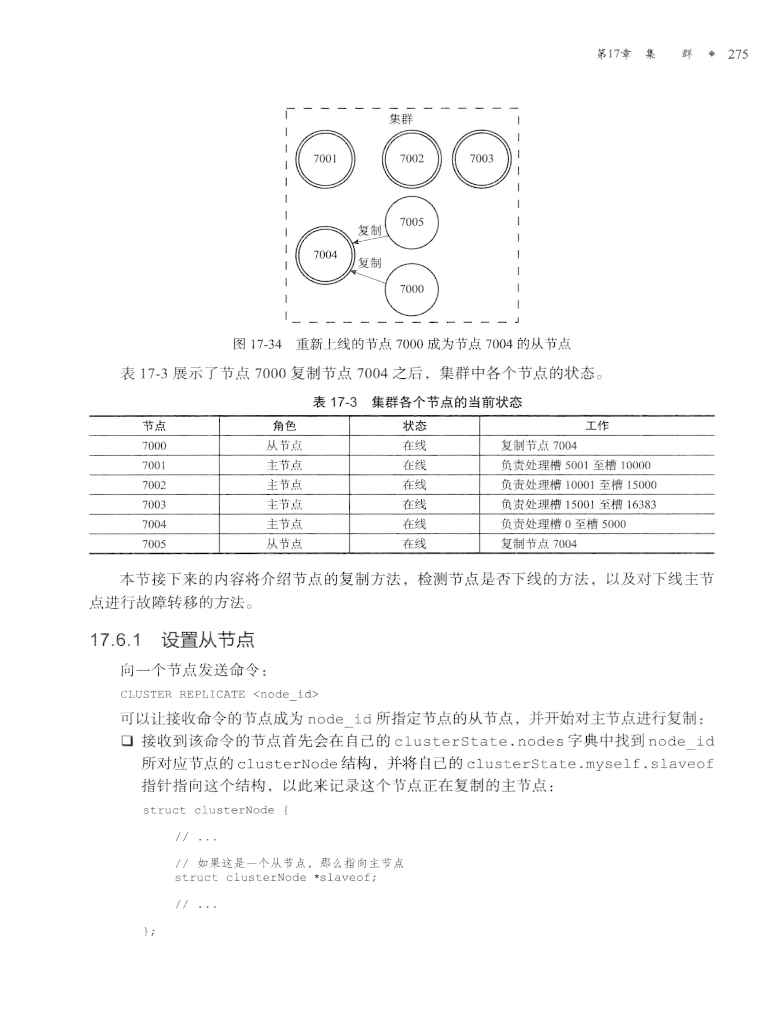 第17章 集 群 ◆ 275
集群
7001 7002 7003
7005
复制
7004
复制
7000
图 17-34 重新上线的节点 7000 成为节点 7004 的从节点
表 17-3 展示了节点 7000 复制节点 7004 之后，集群中各个节点的状态。
表 17-3 集群各个节点的当前状态
节点 角色 状态 工作
7000 从节点 在线 复制节点 7004
7001 主节点 在线 负责处理槽 5001 至槽 10000
7002 主节点 在线 负责处理槽 10001 至槽 15000
7003 主节点 在线 负责处理槽 15001 至槽 16383
7004 主节点 在线 负责处理槽 0 至槽 5000
7005 从节点 在线 复制节点 7004
本节接下来的内容将介绍节点的复制方法，检测节点是否下线的方法，以及对下线主节
点进行故障转移的方法。
17.6.1 设置从节点
向一个节点发送命令：
CLUSTER REPLICATE <node_id>
可以让接收命令的节点成为 node_id 所指定节点的从节点，并开始对主节点进行复制：
❑ 接收到该命令的节点首先会在自己的 clusterState.nodes 字典中找到 node_id
所对应节点的 clusterNode 结构，并将自己的 clusterState.myself.slaveof
指针指向这个结构，以此来记录这个节点正在复制的主节点：
struct clusterNode {
// ...
// 如果这是一个从节点，那么指向主节点
struct clusterNode *slaveof;
// ...
};